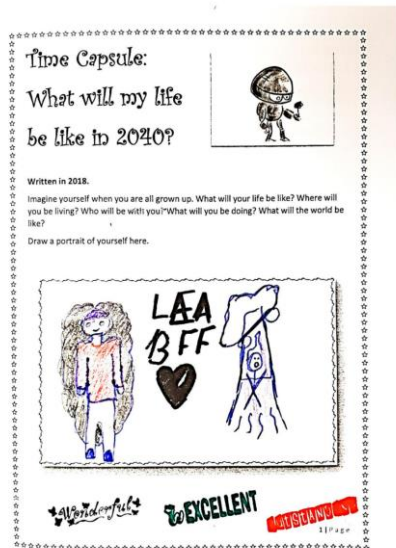 Time Capsule:
What will my life
be like in 2040?
Written in 2018.
Imagine yourself when you are all grown up. What will your life be like? Where will
you be living? Who will be with you? What will you be doing? What will the world be
like?
Draw a portrait of yourself here.
LÆA
BFF
Wonderful
EXCELLENT
1|Page